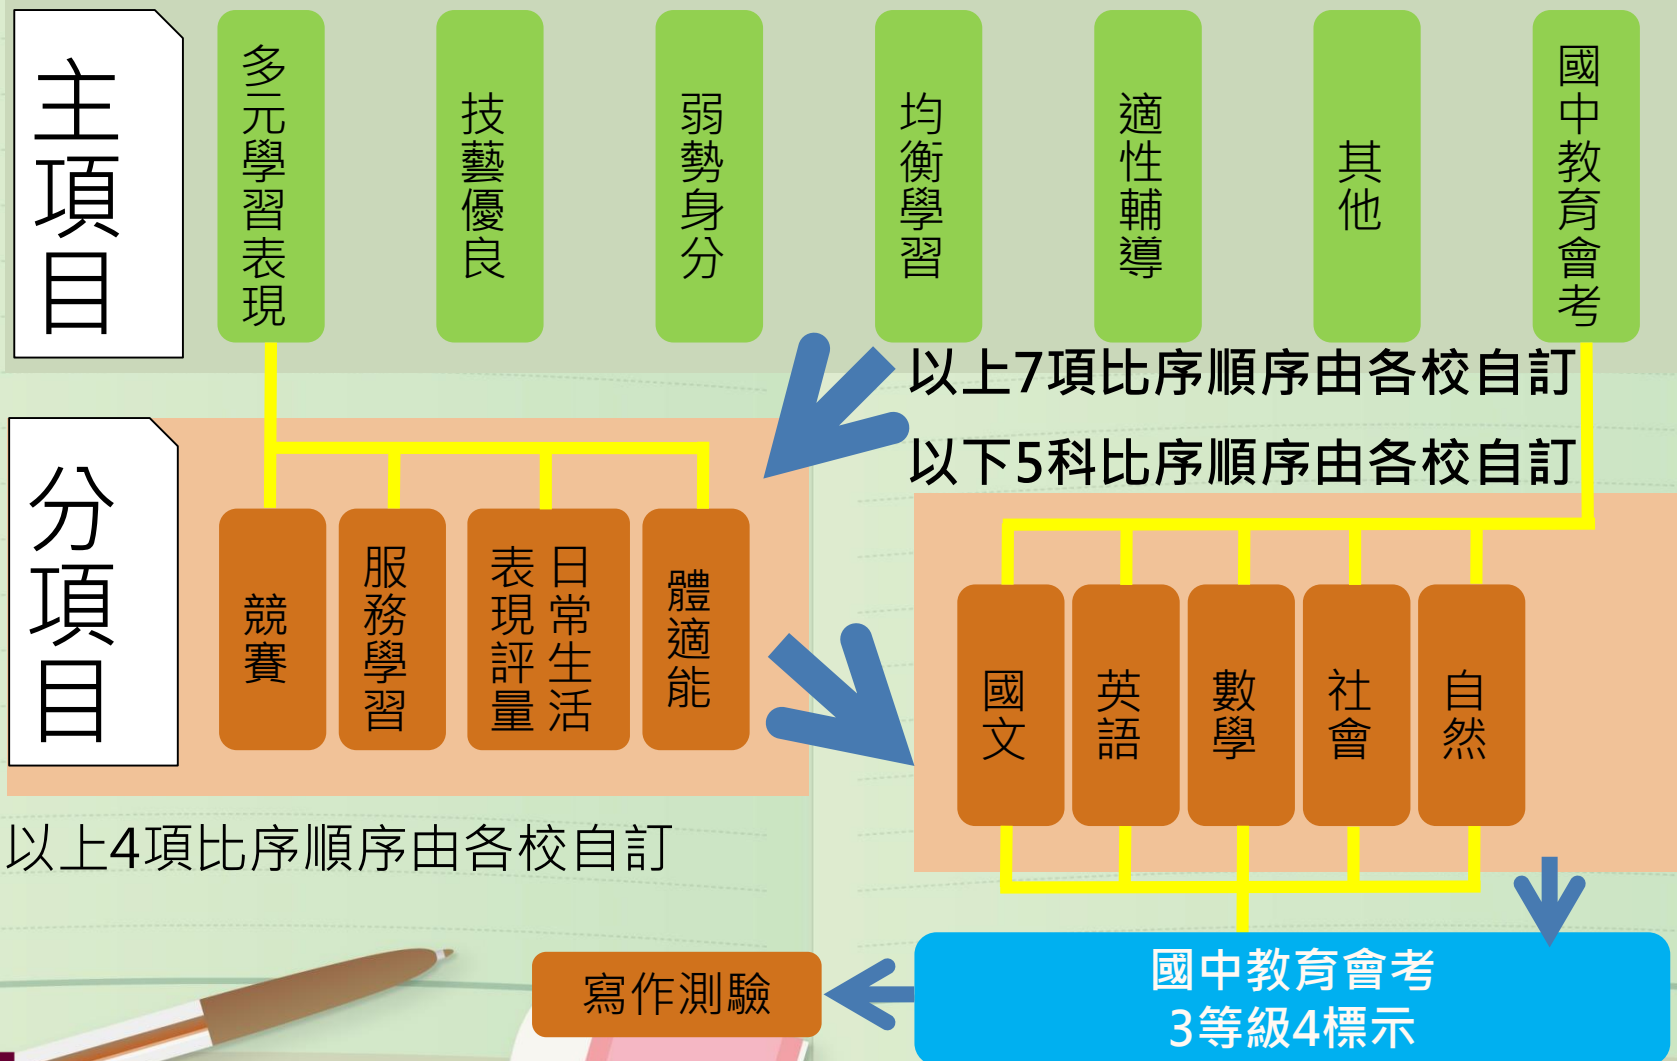 主項目
多元學習表現
技藝優良
弱勢身分
均衡學習
適性輔導
其他
國中教育會考
以上7項比序順序由各校自訂
以下5科比序順序由各校自訂
分項目
競賽
服務學習
日常生活
表現評量
體適能
國文
英語
數學
社會
自然
以上4項比序順序由各校自訂
寫作測驗
國中教育會考
3等級4標示